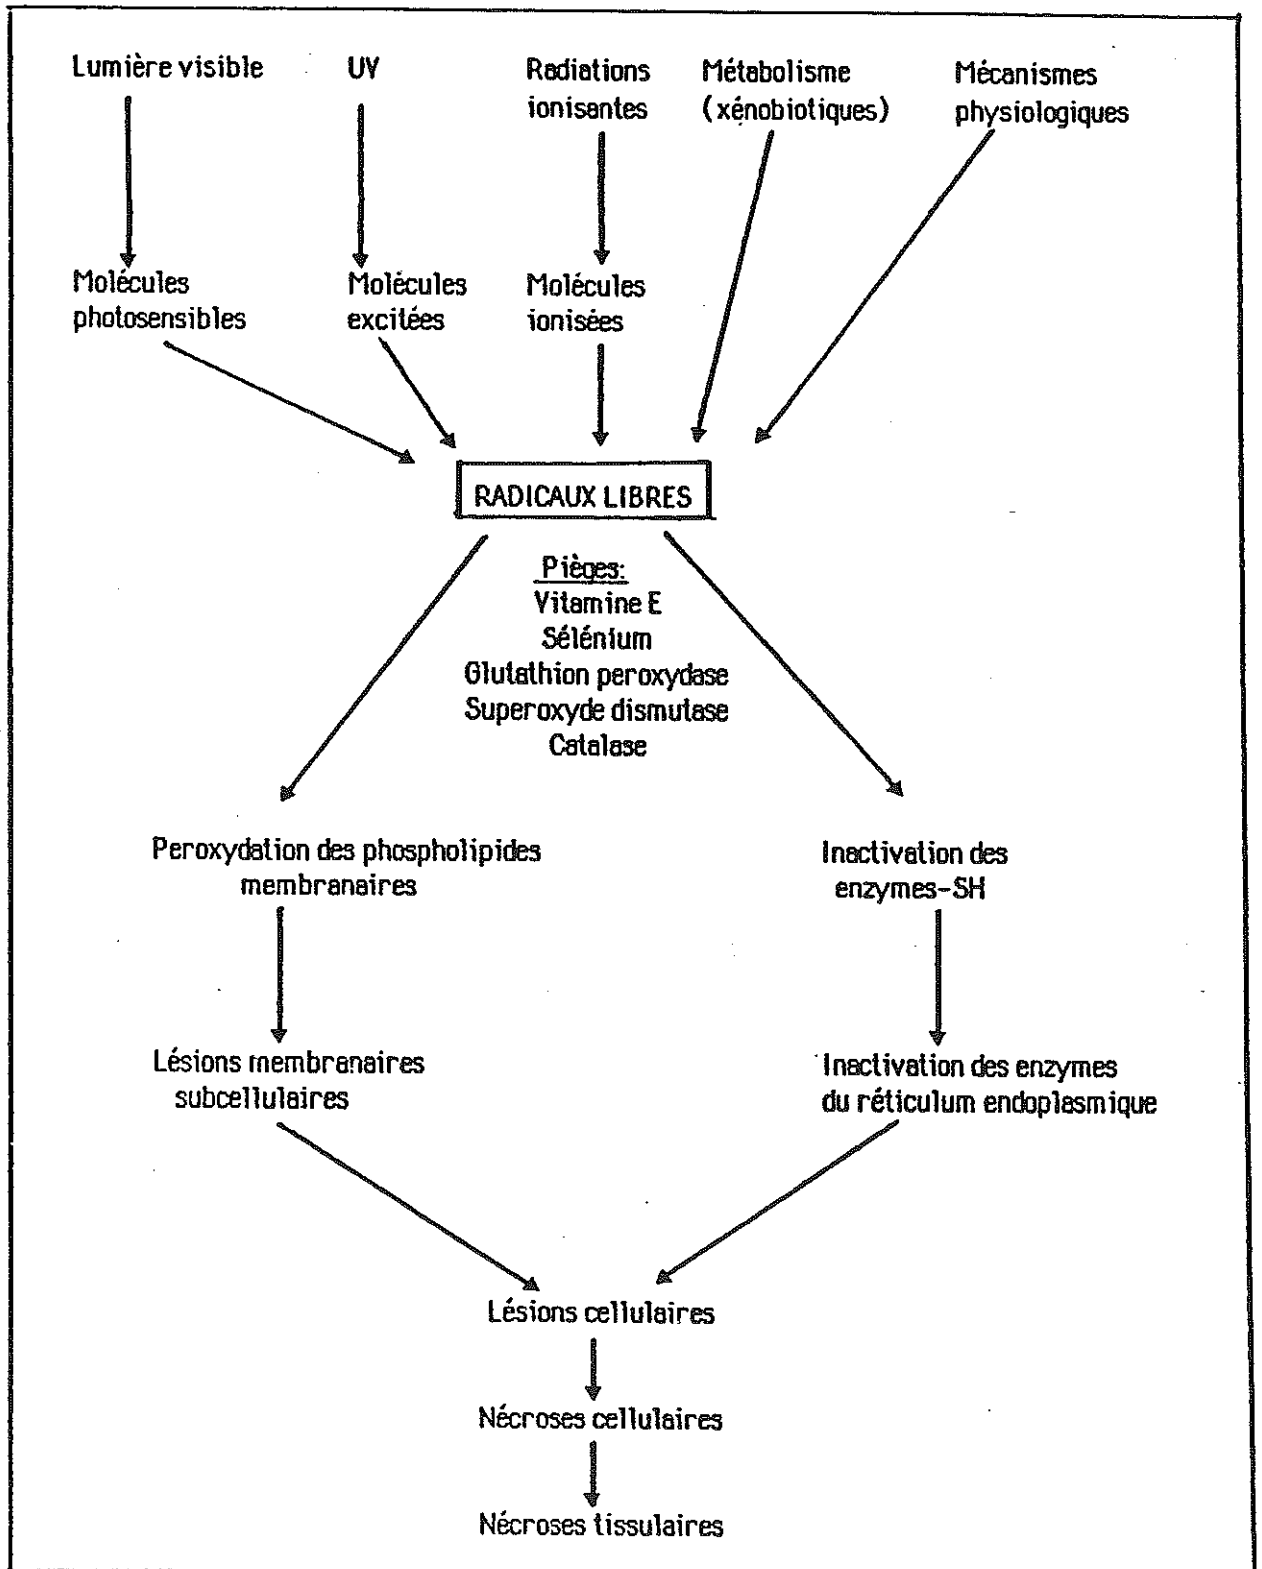 Lumière visible
UV
Radiations
ionisantes
Métabolisme
(xénobiotiques)
Mécanismes
physiologiques
Molécules
photosensibles
Molécules
excitées
Molécules
ionisées
RADICAUX LIBRES
Pièges:
Vitamine E
Sélénium
Glutathion peroxydase
Superoxyde dismutase
Catalase
Peroxydation des phospholipides
membranaires
Inactivation des
enzymes-SH
Lésions membranaires
subcellulaires
Inactivation des enzymes
du réticulum endoplasmique
Lésions cellulaires
Nécroses cellulaires
Nécroses tissulaires